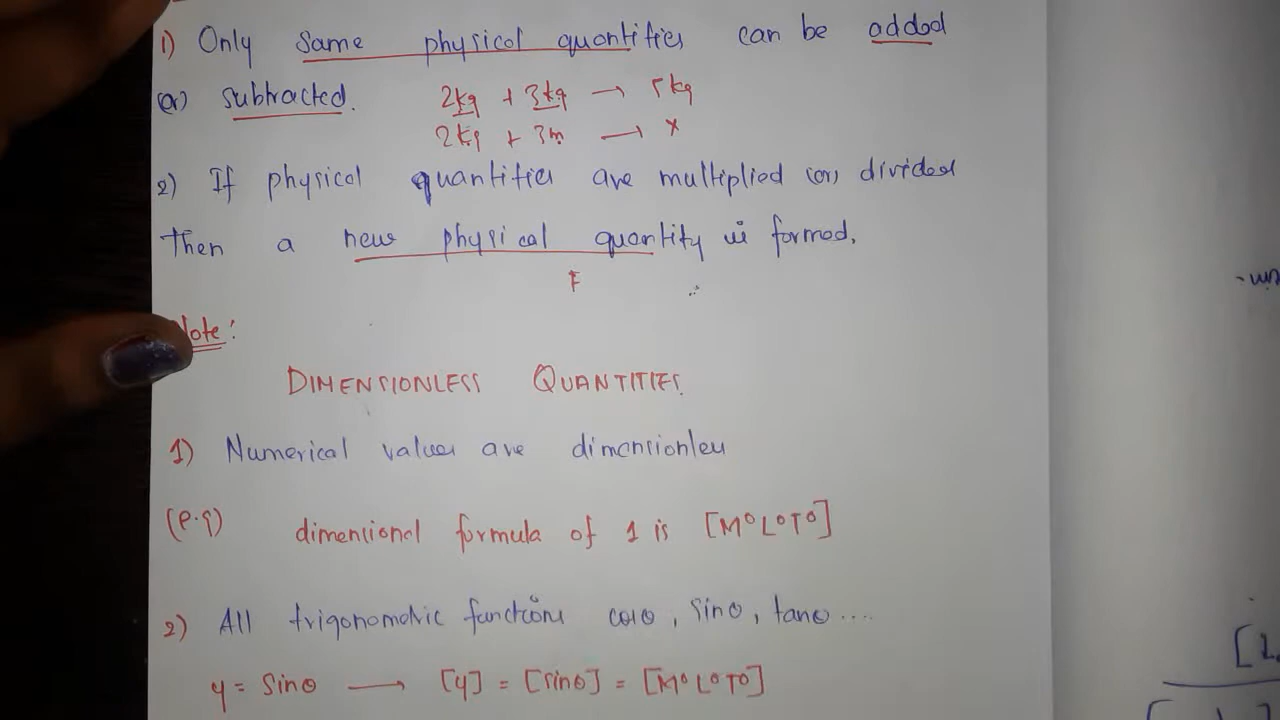 1) Only same physical quantities can be added
(or) subtracted. 2kg + 3kg → 5kg
2kg + 3m → x
2) If physical quantities are multiplied (or) divided
then a new physical quantity is formed.
F
Note:
DIMENSIONLESS QUANTITIES
1) Numerical values are dimensionless
(e.g) dimensional formula of 1 is [M⁰L⁰T⁰]
2) All trigonometric functions cosθ, sinθ, tanθ ....
y = Sinθ → [y] = [sinθ] = [M⁰L⁰T⁰]